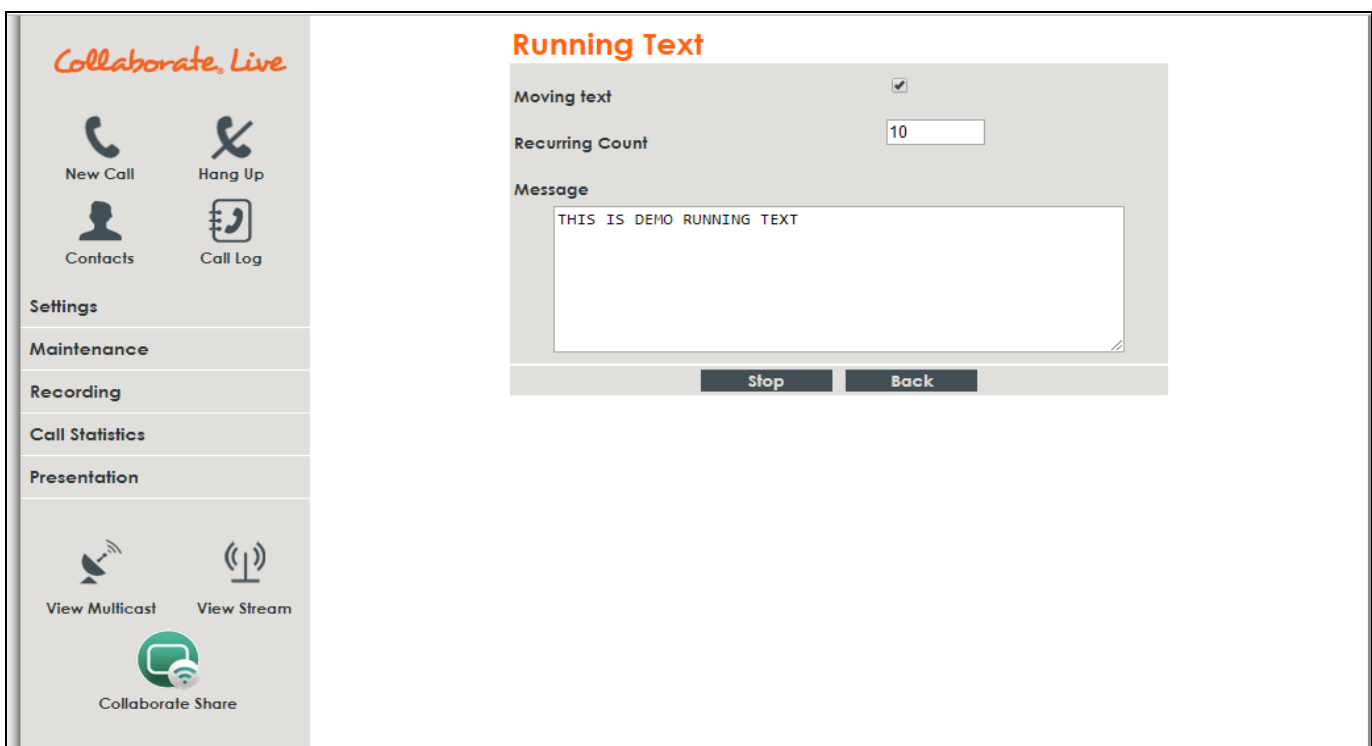 Collaborate® Live
New Call
Hang Up
Contacts
Call Log
Settings
Maintenance
Recording
Call Statistics
Presentation
View Multicast
View Stream
Collaborate Share
Running Text
Moving text
Recurring Count
10
Message
THIS IS DEMO RUNNING TEXT
Stop
Back